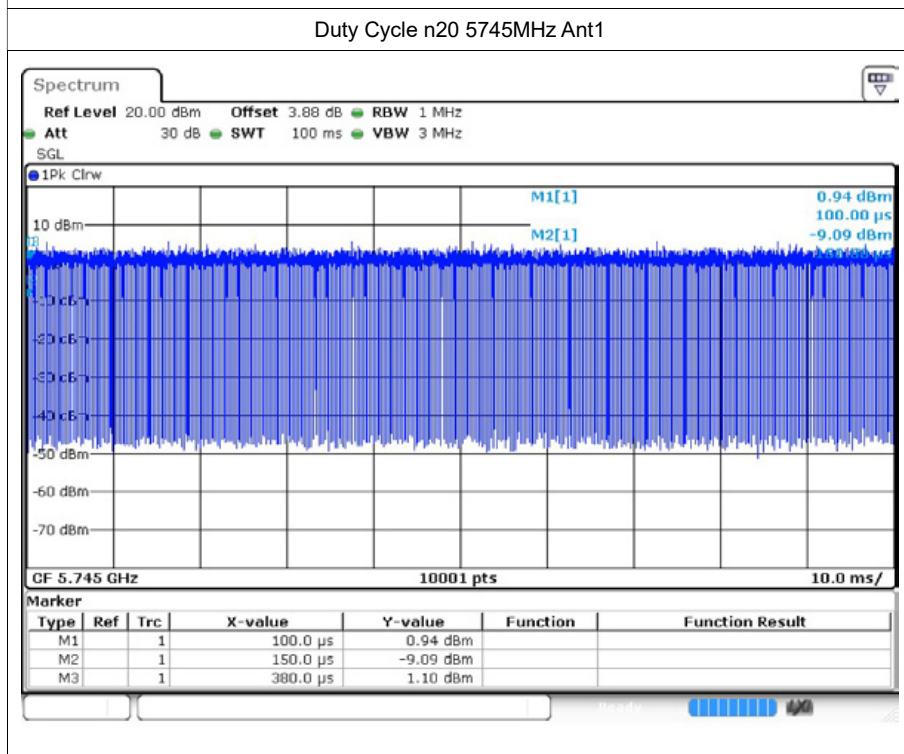 Duty Cycle n20 5745MHz Ant1
Spectrum
Ref Level 20.00 dBm Offset 3.88 dB RBW 1 MHz
Att 30 dB SWT 100 ms VBW 3 MHz
SGL
1Pk Clrw
M1[1] 0.94 dBm
100.00 µs
10 dBm
M2[1] -9.09 dBm
-50 dBm
-60 dBm
-70 dBm
CF 5.745 GHz 10001 pts 10.0 ms/
Marker
Type Ref Trc X-value Y-value Function Function Result
M1 1 100.0 µs 0.94 dBm
M2 1 150.0 µs -9.09 dBm
M3 1 380.0 µs 1.10 dBm